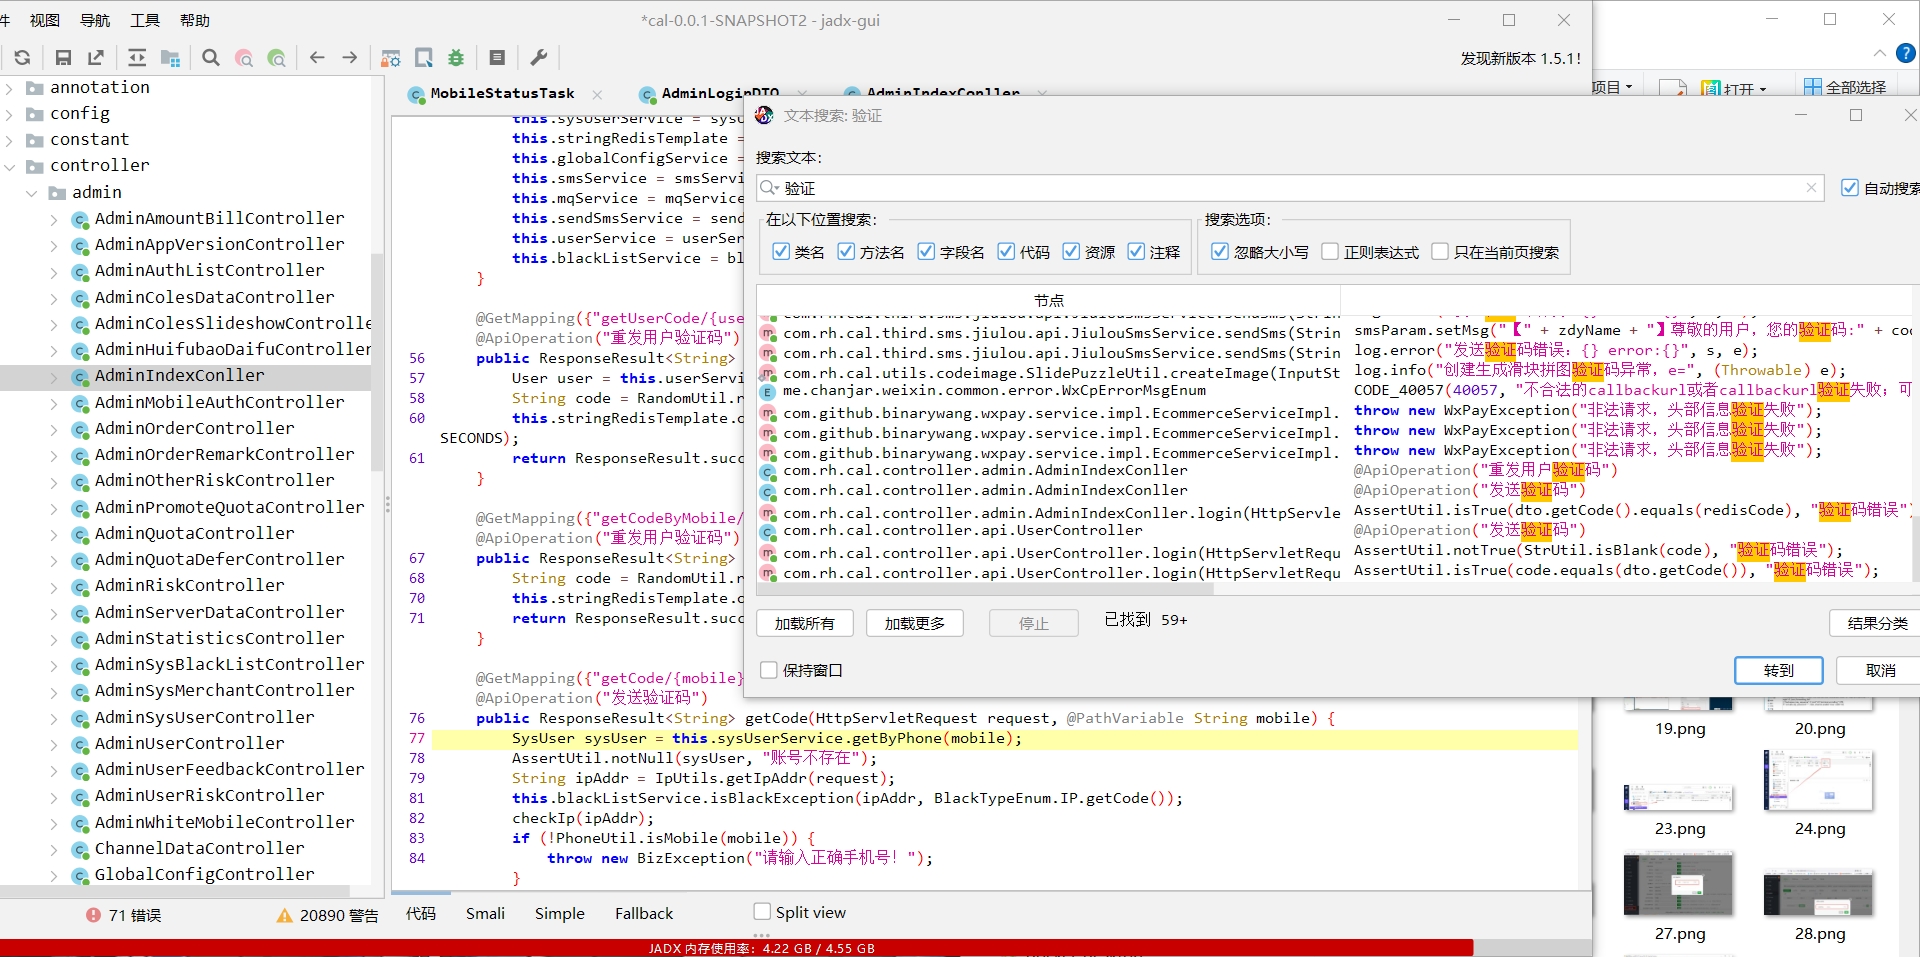 件 视图 导航 工具 帮助
*cal-0.0.1-SNAPSHOT2 - jadx-gui
发现新版本 1.5.1!
项目
打开
全部选择
annotation
config
constant
controller
admin
AdminAmountBillController
AdminAppVersionController
AdminAuthListController
AdminColesDataController
AdminColesSlideshowControlle
AdminHuifubaoDaifuController
AdminIndexConller
AdminMobileAuthController
AdminOrderController
AdminOrderRemarkController
AdminOtherRiskController
AdminPromoteQuotaController
AdminQuotaController
AdminQuotaDeferController
AdminRiskController
AdminServerDataController
AdminStatisticsController
AdminSysBlackListController
AdminSysMerchantController
AdminSysUserController
AdminUserController
AdminUserFeedbackController
AdminUserRiskController
AdminWhiteMobileController
ChannelDataController
GlobalConfigController
71 错误
20890 警告
MobileStatusTask
AdminLoginDTO
AdminIndexConller
this.sysUserService = sysU
this.stringRedisTemplate =
this.globalConfigService =
this.smsService = smsServi
this.mqService = mqService
this.sendSmsService = send
this.userService = userSer
this.blackListService = bl
}
@GetMapping({"getUserCode/{use
@ApiOperation("重发用户验证码")
56 public ResponseResult<String>
57 User user = this.userServi
58 String code = RandomUtil.r
60 this.stringRedisTemplate.o
SECONDS);
61 return ResponseResult.succ
}
@GetMapping({"getCodeByMobile/
@ApiOperation("重发用户验证码")
67 public ResponseResult<String>
68 String code = RandomUtil.r
70 this.stringRedisTemplate.o
71 return ResponseResult.succ
}
@GetMapping({"getCode/{mobile}
@ApiOperation("发送验证码")
76 public ResponseResult<String> getCode(HttpServletRequest request, @PathVariable String mobile) {
77 SysUser sysUser = this.sysUserService.getByPhone(mobile);
78 AssertUtil.notNull(sysUser, "账号不存在");
79 String ipAddr = IpUtils.getIpAddr(request);
81 this.blackListService.isBlackException(ipAddr, BlackTypeEnum.IP.getCode());
82 checkIp(ipAddr);
83 if (!PhoneUtil.isMobile(mobile)) {
84 throw new BizException("请输入正确手机号! ");
}
代码 Smali Simple Fallback Split view
JADX 内存使用率: 4.22 GB / 4.55 GB
文本搜索: 验证
搜索文本:
验证
自动搜索
在以下位置搜索:
类名 方法名 字段名 代码 资源 注释
搜索选项:
忽略大小写 正则表达式 只在当前页搜索
节点
com.rh.cal.third.sms.jiulou.api.JiulouSmsService.sendSms(Strin
com.rh.cal.third.sms.jiulou.api.JiulouSmsService.sendSms(Strin smsParam.setMsg("【" + zdyName + "】尊敬的用户, 您的验证码:" + coc
com.rh.cal.third.sms.jiulou.api.JiulouSmsService.sendSms(Strin log.error("发送验证码错误: {} error:{}", s, e);
com.rh.cal.utils.codeimage.SlidePuzzleUtil.createImage(InputSt log.info("创建生成滑块拼图验证码异常, e=", (Throwable) e);
me.chanjar.weixin.common.error.WxCpErrorMsgEnum CODE_40057(40057, "不合法的callbackurl或者callbackurl验证失败; 可
com.github.binarywang.wxpay.service.impl.EcommerceServiceImpl. throw new WxPayException("非法请求, 头部信息验证失败");
com.github.binarywang.wxpay.service.impl.EcommerceServiceImpl. throw new WxPayException("非法请求, 头部信息验证失败");
com.github.binarywang.wxpay.service.impl.EcommerceServiceImpl. throw new WxPayException("非法请求, 头部信息验证失败");
com.rh.cal.controller.admin.AdminIndexConller @ApiOperation("重发用户验证码")
com.rh.cal.controller.admin.AdminIndexConller @ApiOperation("发送验证码")
com.rh.cal.controller.admin.AdminIndexConller.login(HttpServle AssertUtil.isTrue(dto.getCode().equals(redisCode), "验证码错误")
com.rh.cal.controller.api.UserController @ApiOperation("发送验证码")
com.rh.cal.controller.api.UserController.login(HttpServletRequ AssertUtil.notTrue(StrUtil.isBlank(code), "验证码错误");
com.rh.cal.controller.api.UserController.login(HttpServletRequ AssertUtil.isTrue(code.equals(dto.getCode()), "验证码错误");
加载所有 加载更多 停止 已找到 59+ 结果分类
保持窗口 转到 取消
19.png 20.png
23.png 24.png
27.png 28.png